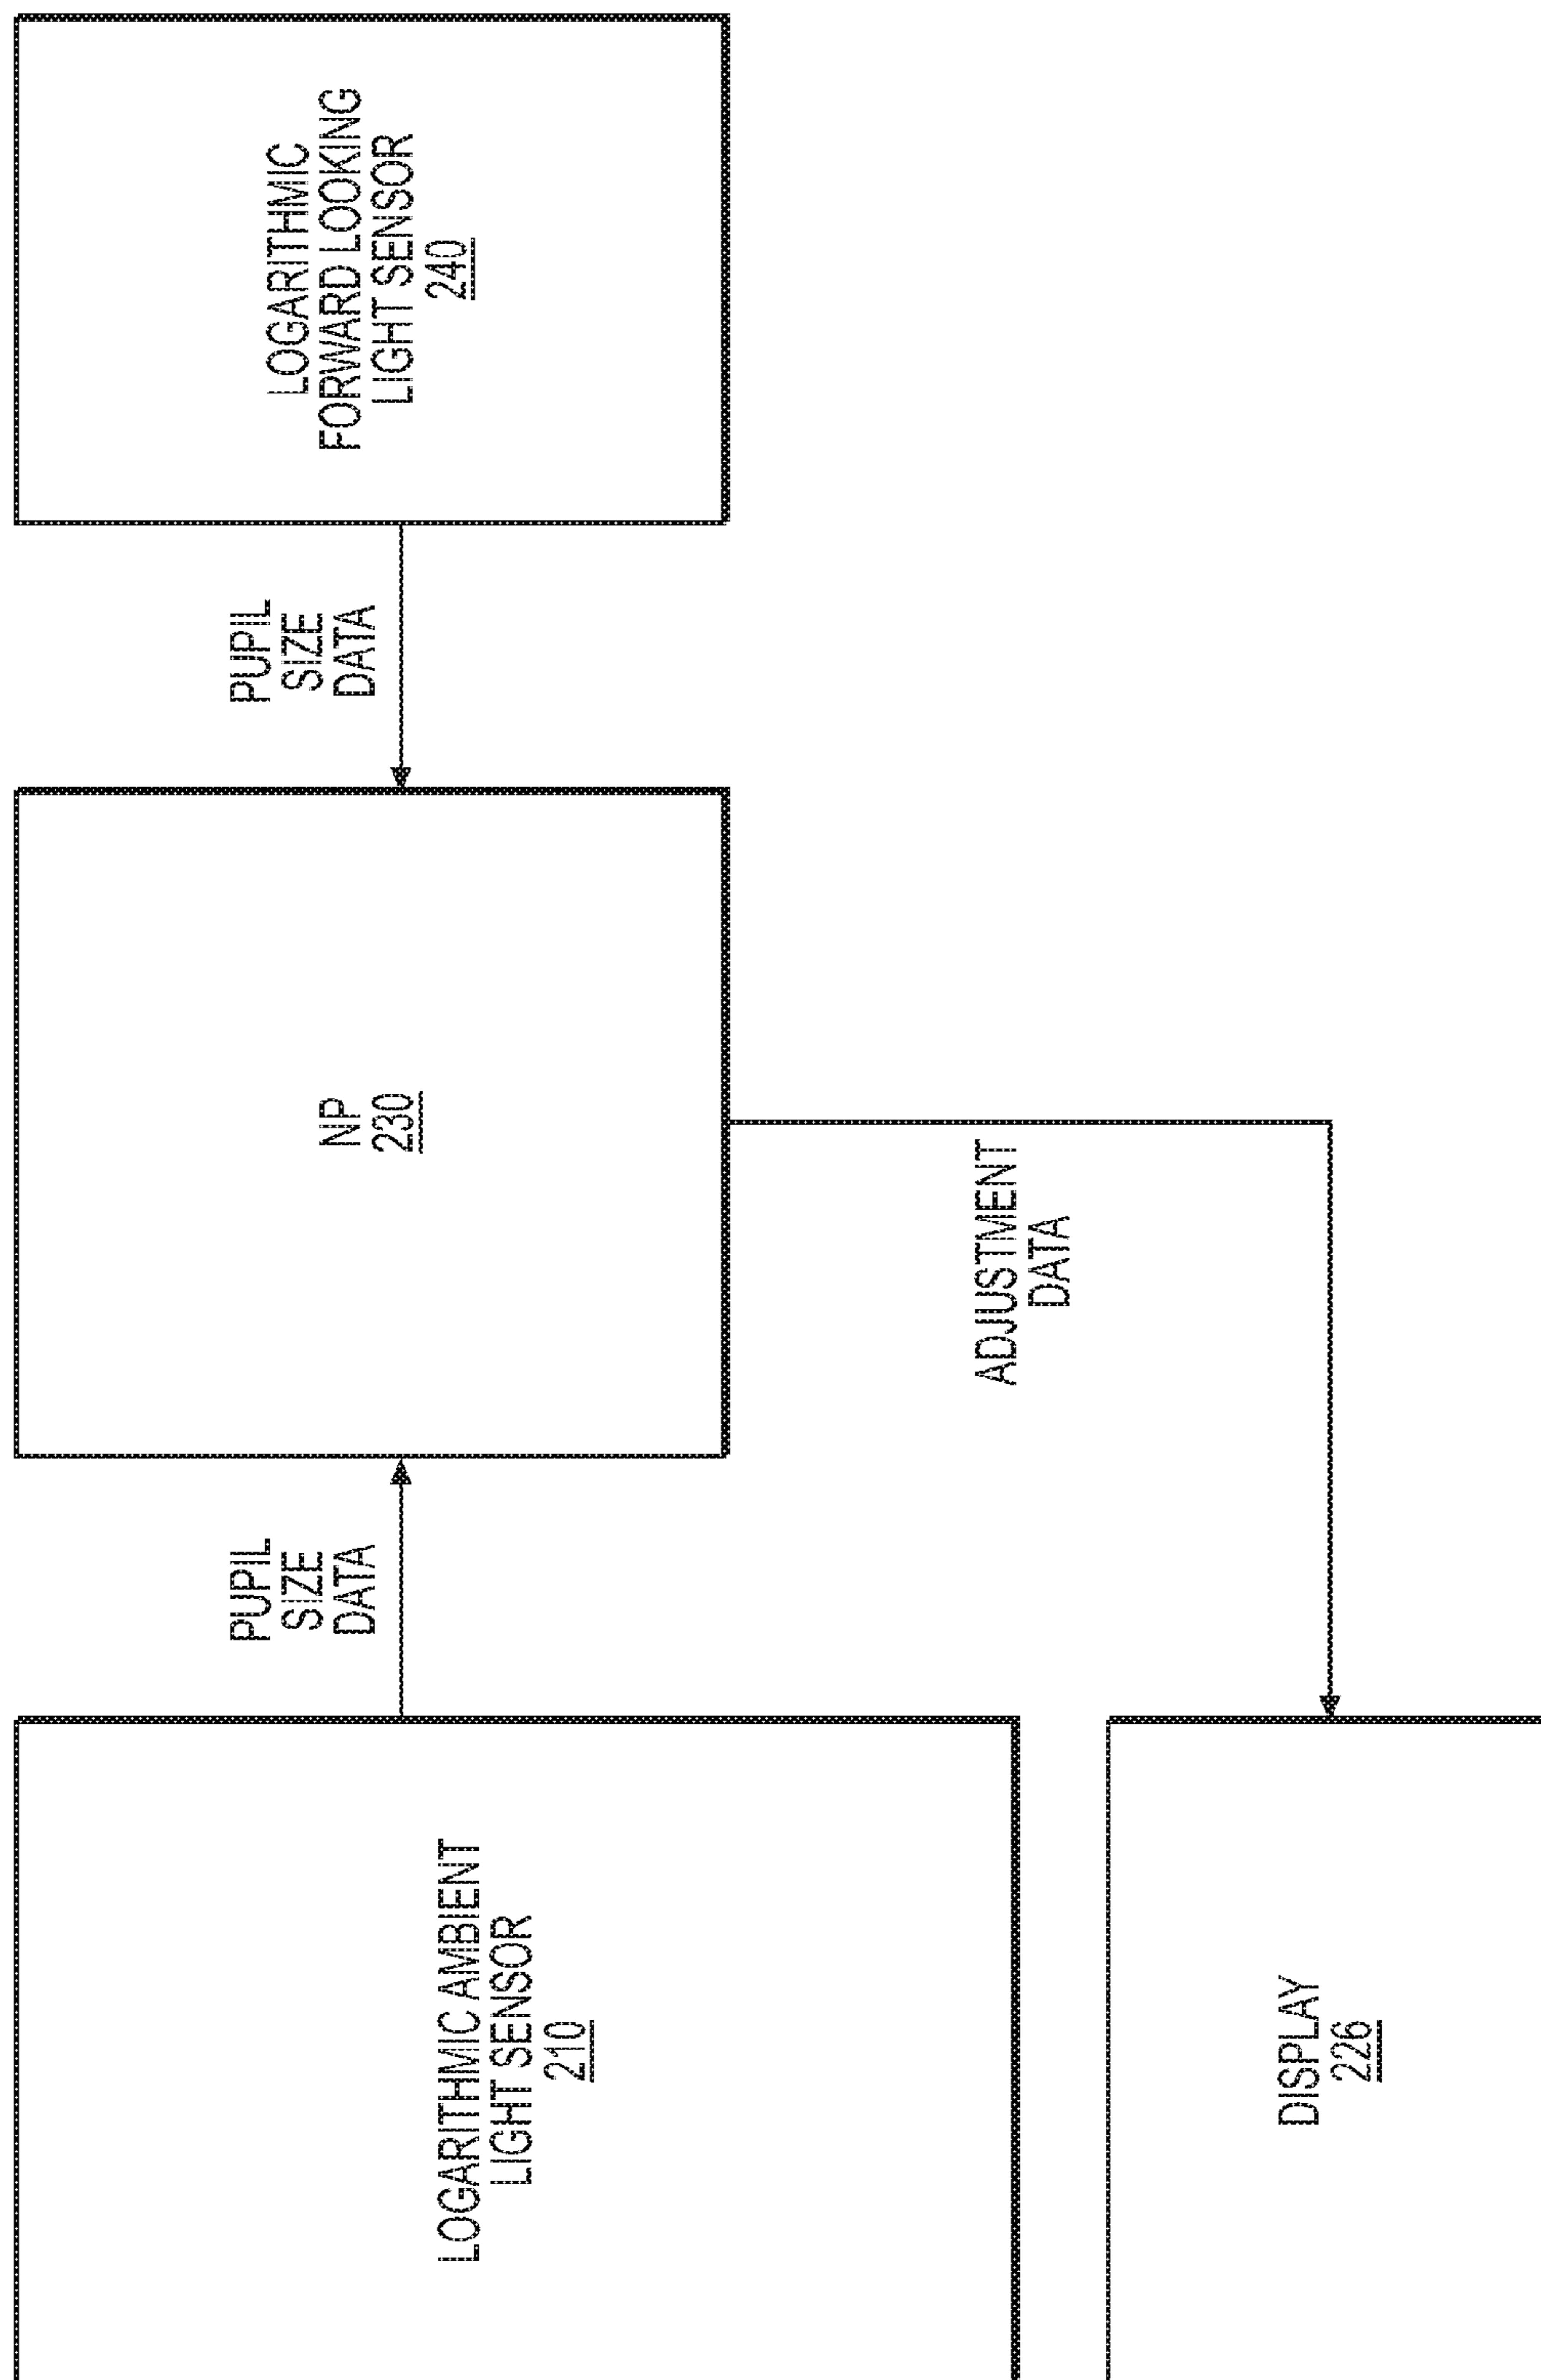 LOGARITHMIC AMBIENT
LIGHT SENSOR
210
PUPIL
SIZE
DATA
NP
230
PUPIL
SIZE
DATA
LOGARITHMIC
FORWARD LOOKING
LIGHT SENSOR
240
ADJUSTMENT
DATA
DISPLAY
226